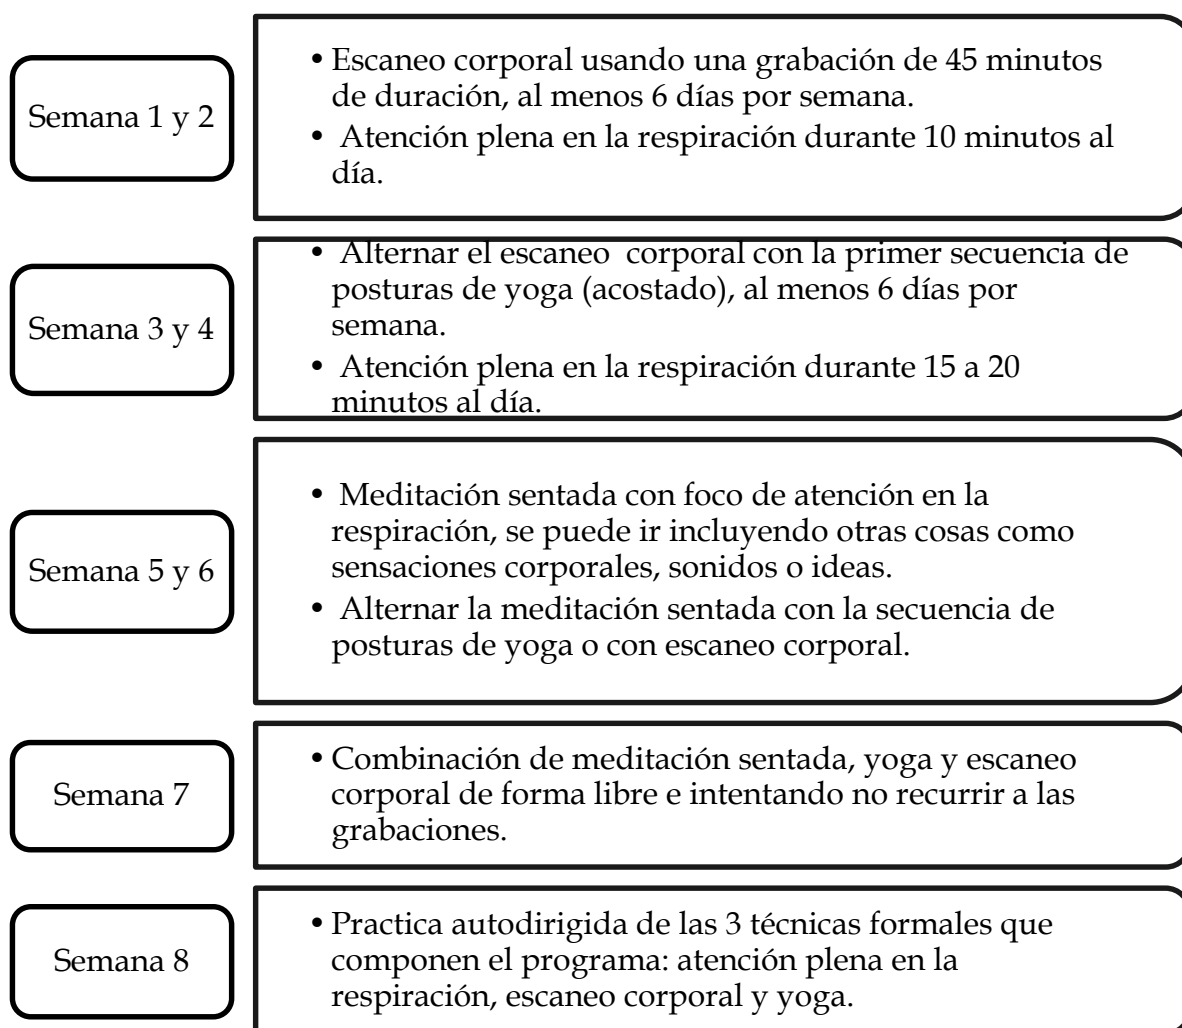 Semana 1 y 2
• Escaneo corporal usando una grabación de 45 minutos
de duración, al menos 6 días por semana.
• Atención plena en la respiración durante 10 minutos al
día.
Semana 3 y 4
• Alternar el escaneo corporal con la primer secuencia de
posturas de yoga (acostado), al menos 6 días por
semana.
• Atención plena en la respiración durante 15 a 20
minutos al día.
Semana 5 y 6
• Meditación sentada con foco de atención en la
respiración, se puede ir incluyendo otras cosas como
sensaciones corporales, sonidos o ideas.
• Alternar la meditación sentada con la secuencia de
posturas de yoga o con escaneo corporal.
Semana 7
• Combinación de meditación sentada, yoga y escaneo
corporal de forma libre e intentando no recurrir a las
grabaciones.
Semana 8
• Practica autodirigida de las 3 técnicas formales que
componen el programa: atención plena en la
respiración, escaneo corporal y yoga.